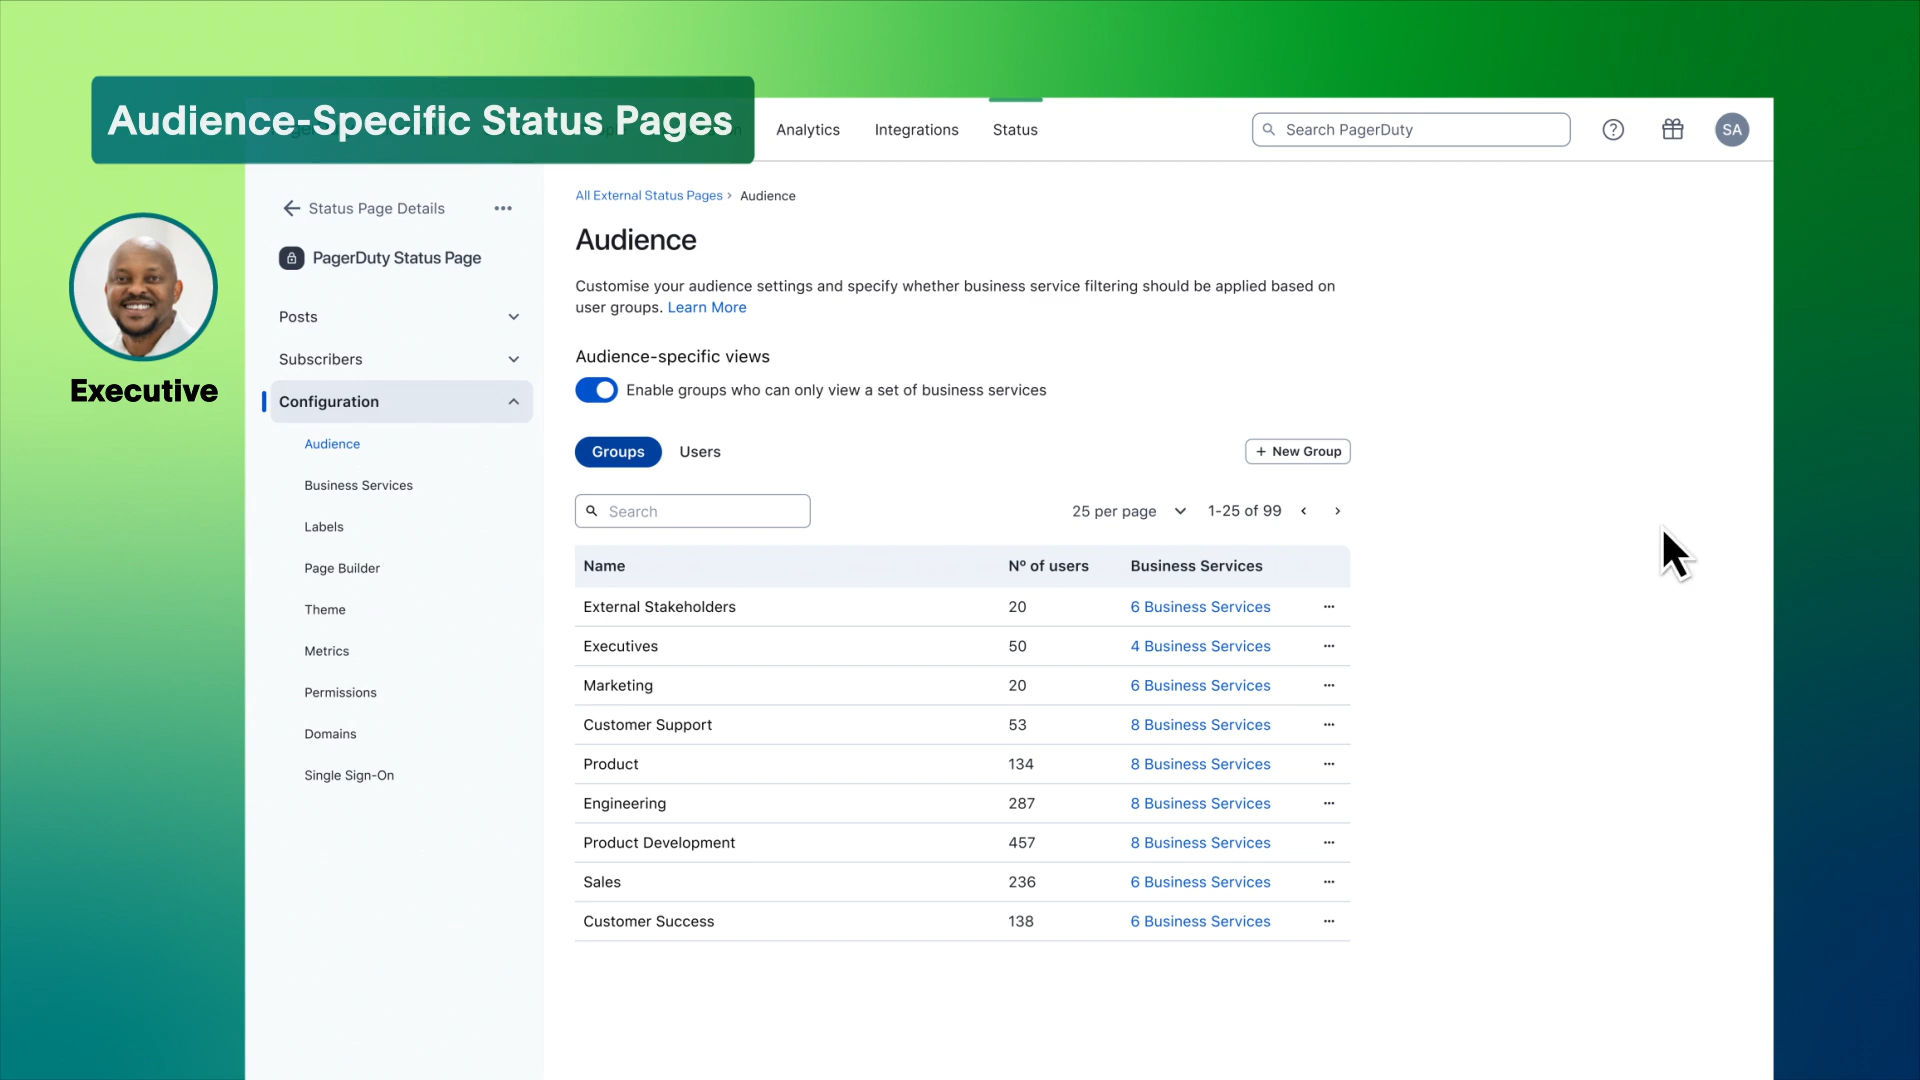 Audience-Specific Status Pages
Analytics
Integrations
Status
Search PagerDuty
SA
Executive
Status Page Details
PagerDuty Status Page
Posts
Subscribers
Configuration
Audience
Business Services
Labels
Page Builder
Theme
Metrics
Permissions
Domains
Single Sign-On
All External Status Pages › Audience
Audience
Customise your audience settings and specify whether business service filtering should be applied based on
user groups. Learn More
Audience-specific views
Enable groups who can only view a set of business services
Groups
Users
+ New Group
Search
25 per page
1-25 of 99
Name Nº of users Business Services
External Stakeholders 20 6 Business Services
Executives 50 4 Business Services
Marketing 20 6 Business Services
Customer Support 53 8 Business Services
Product 134 8 Business Services
Engineering 287 8 Business Services
Product Development 457 8 Business Services
Sales 236 6 Business Services
Customer Success 138 6 Business Services